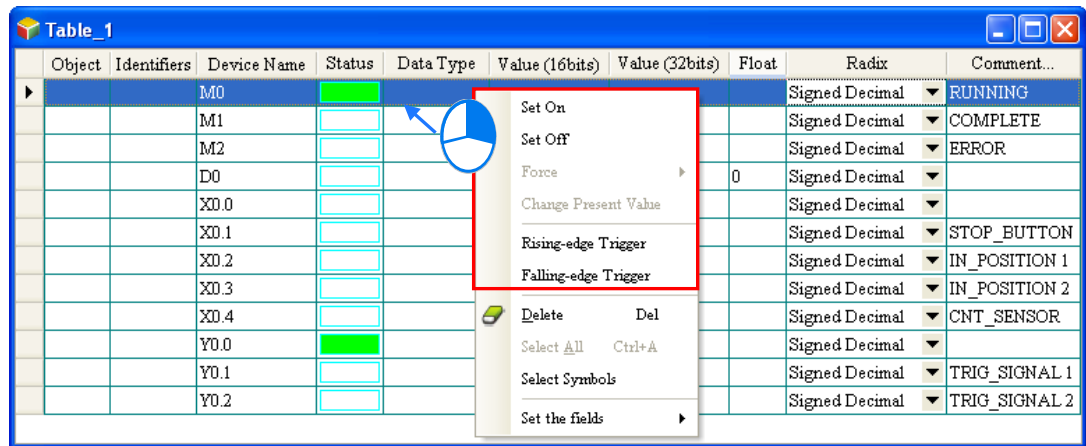 Table_1
Object Identifiers Device Name Status Data Type Value (16bits) Value (32bits) Float Radix Comment...
M0 Signed Decimal RUNNING
M1 Signed Decimal COMPLETE
M2 Signed Decimal ERROR
D0 0 Signed Decimal
X0.0 Signed Decimal
X0.1 Signed Decimal STOP_BUTTON
X0.2 Signed Decimal IN_POSITION 1
X0.3 Signed Decimal IN_POSITION 2
X0.4 Signed Decimal CNT_SENSOR
Y0.0 Signed Decimal
Y0.1 Signed Decimal TRIG_SIGNAL 1
Y0.2 Signed Decimal TRIG_SIGNAL 2
Set On
Set Off
Force
Change Present Value
Rising-edge Trigger
Falling-edge Trigger
Delete Del
Select All Ctrl+A
Select Symbols
Set the fields